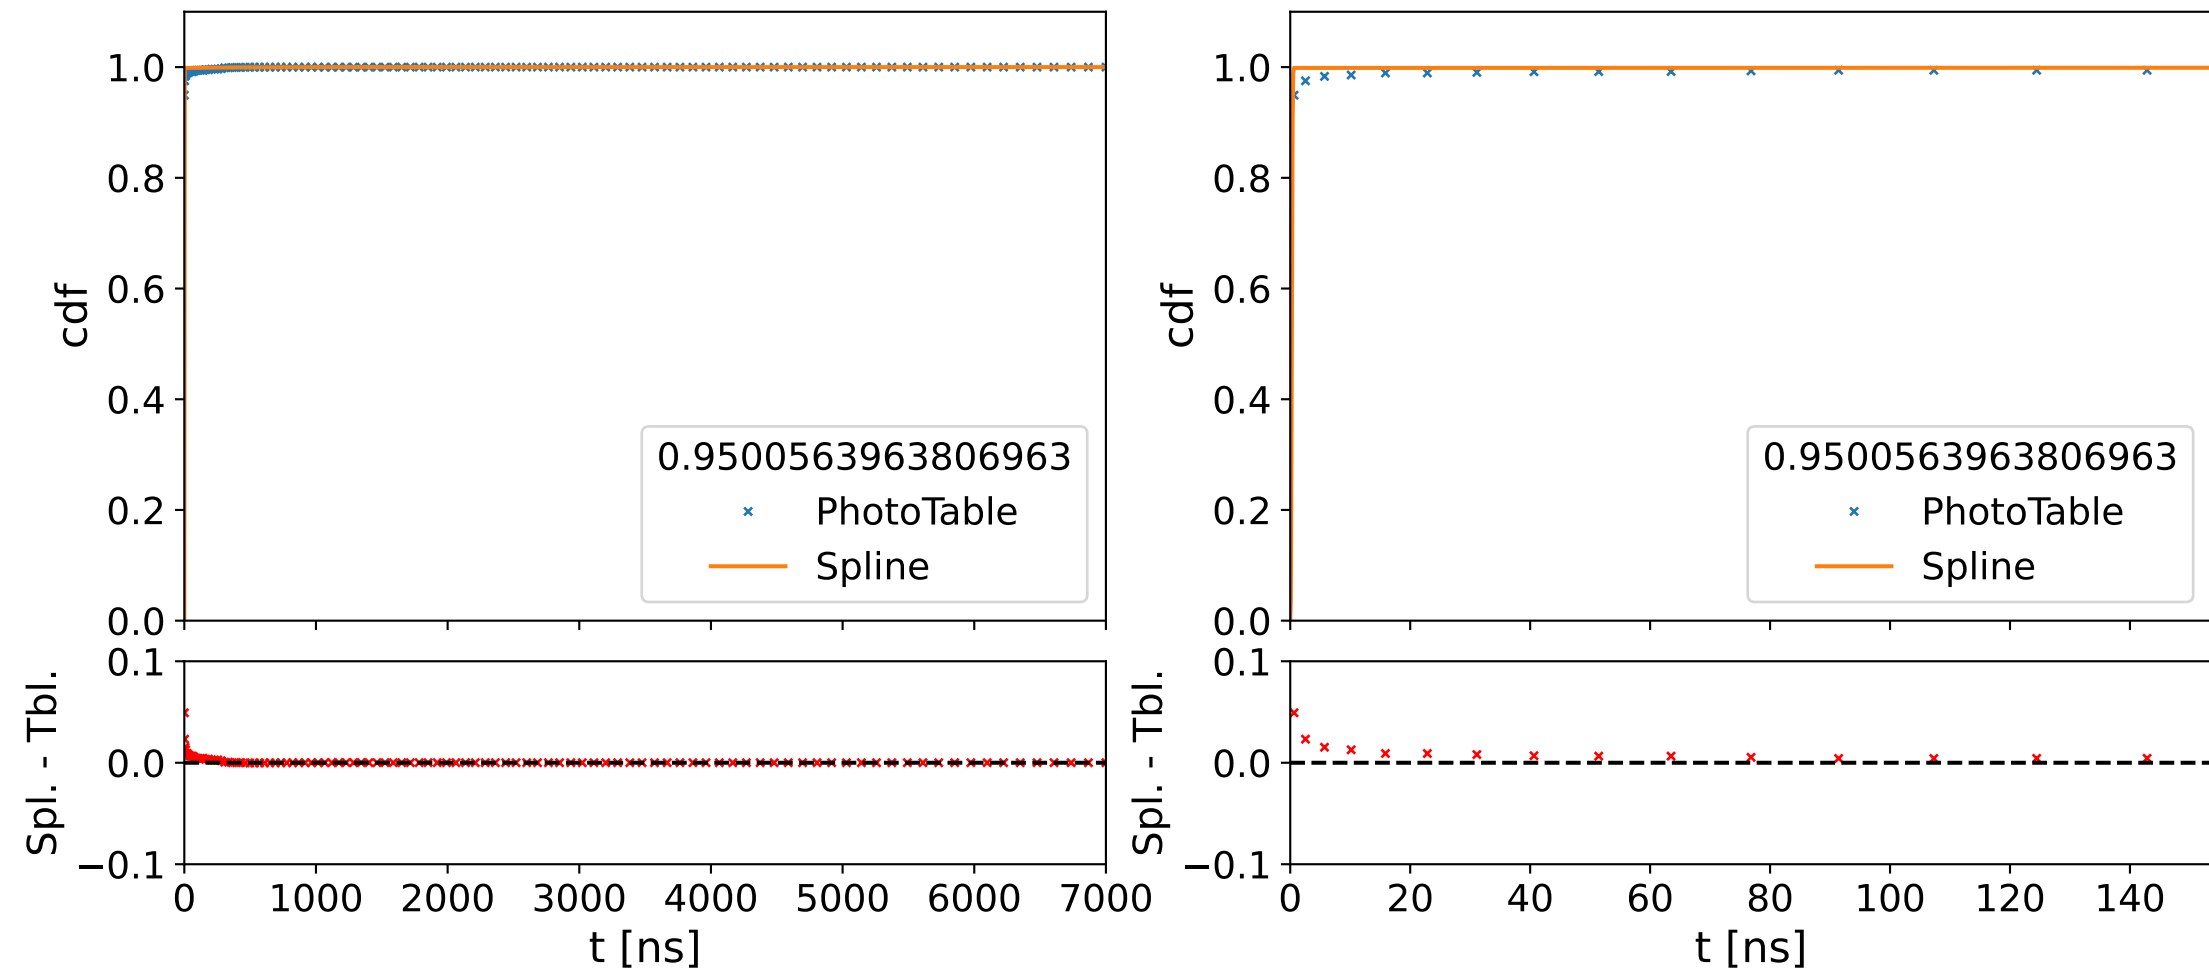 cdf
1.0
0.8
0.6
0.4
0.2
0.0
0.9500563963806963
PhotoTable
Spline
Spl. - Tbl.
0.1
0.0
−0.1
0 1000 2000 3000 4000 5000 6000 7000
t [ns]
cdf
1.0
0.8
0.6
0.4
0.2
0.0
0.9500563963806963
PhotoTable
Spline
Spl. - Tbl.
0.1
0.0
−0.1
0 20 40 60 80 100 120 140
t [ns]